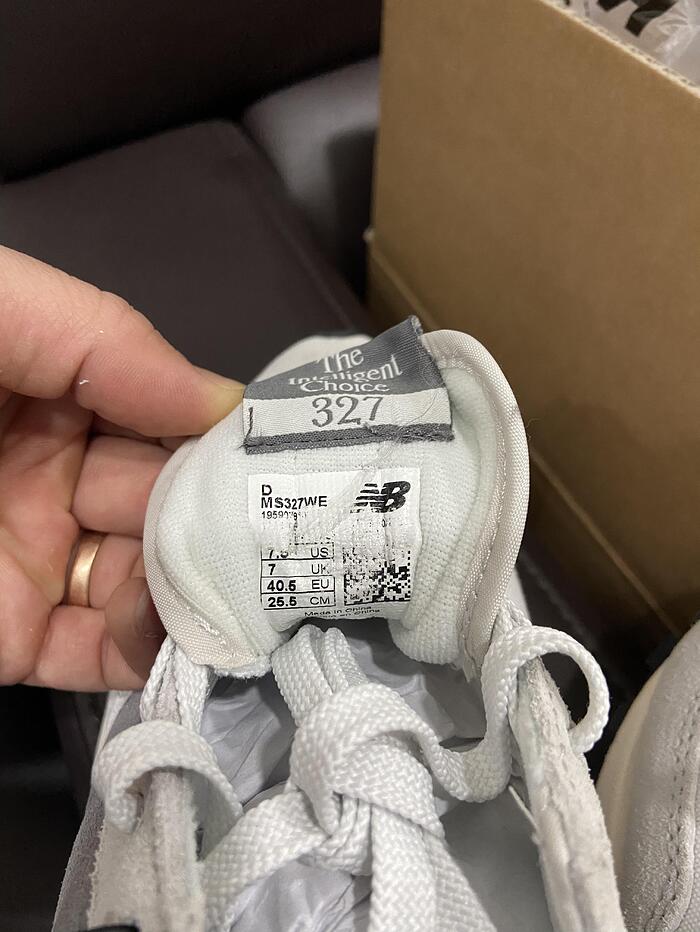 The
Intelligent
Choice
327
D
MS327WE
NB
7.5 US
7 UK
40.5 EU
25.5 CM
Made in China